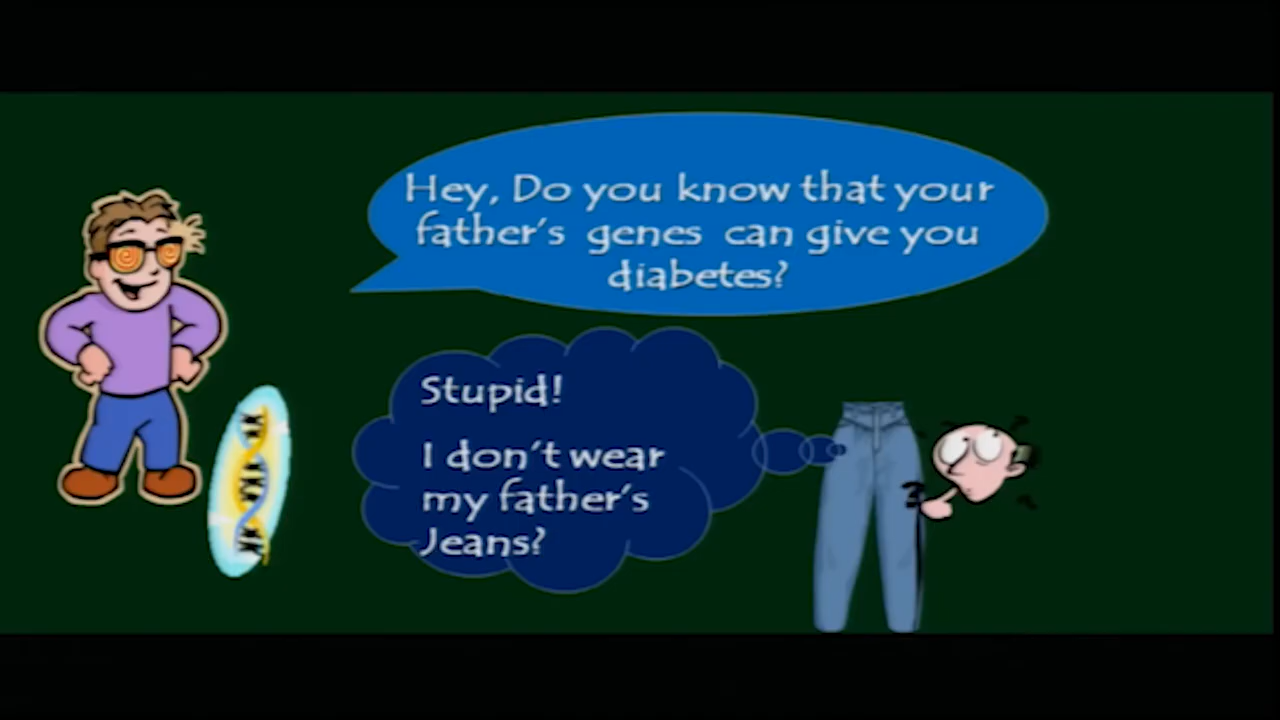 Hey, Do you know that your
father's genes can give you
diabetes?
Stupid!
I don't wear
my father's
Jeans?